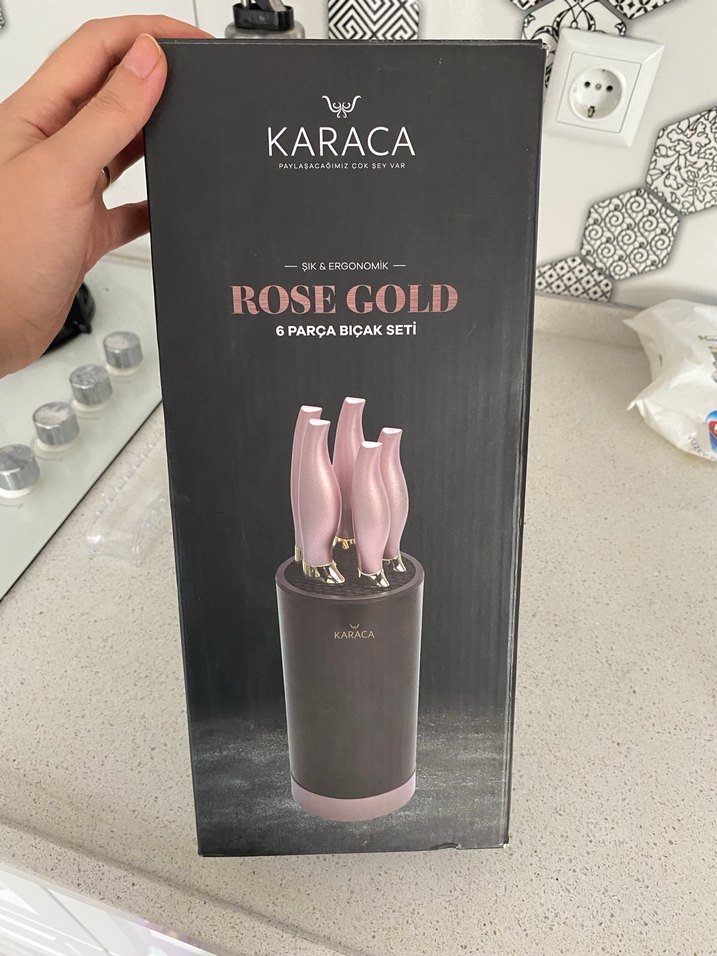 KARACA
PAYLAŞACAĞIMIZ ÇOK ŞEY VAR
ŞIK & ERGONOMİK
ROSE GOLD
6 PARÇA BIÇAK SETİ
KARACA